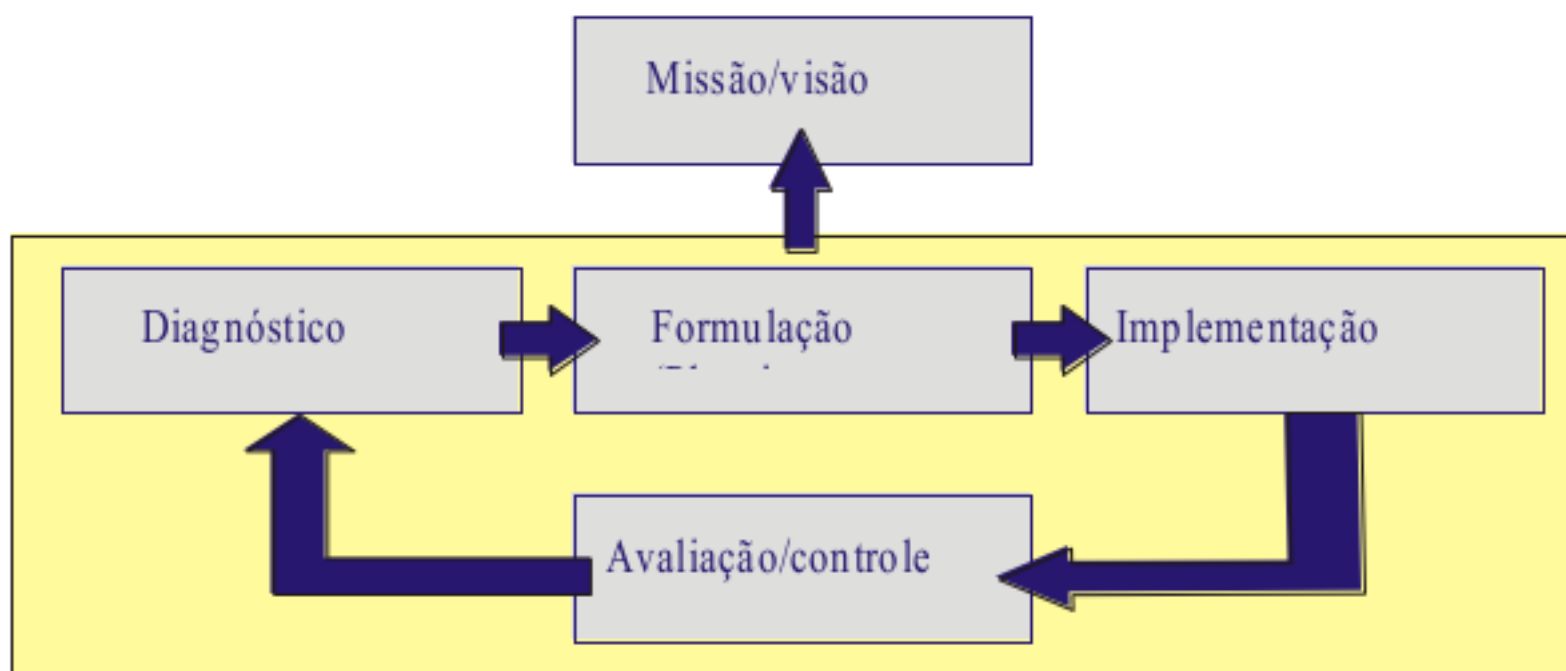 Missão/visão
Diagnóstico
Formulação
Implementação
Avaliação/controle